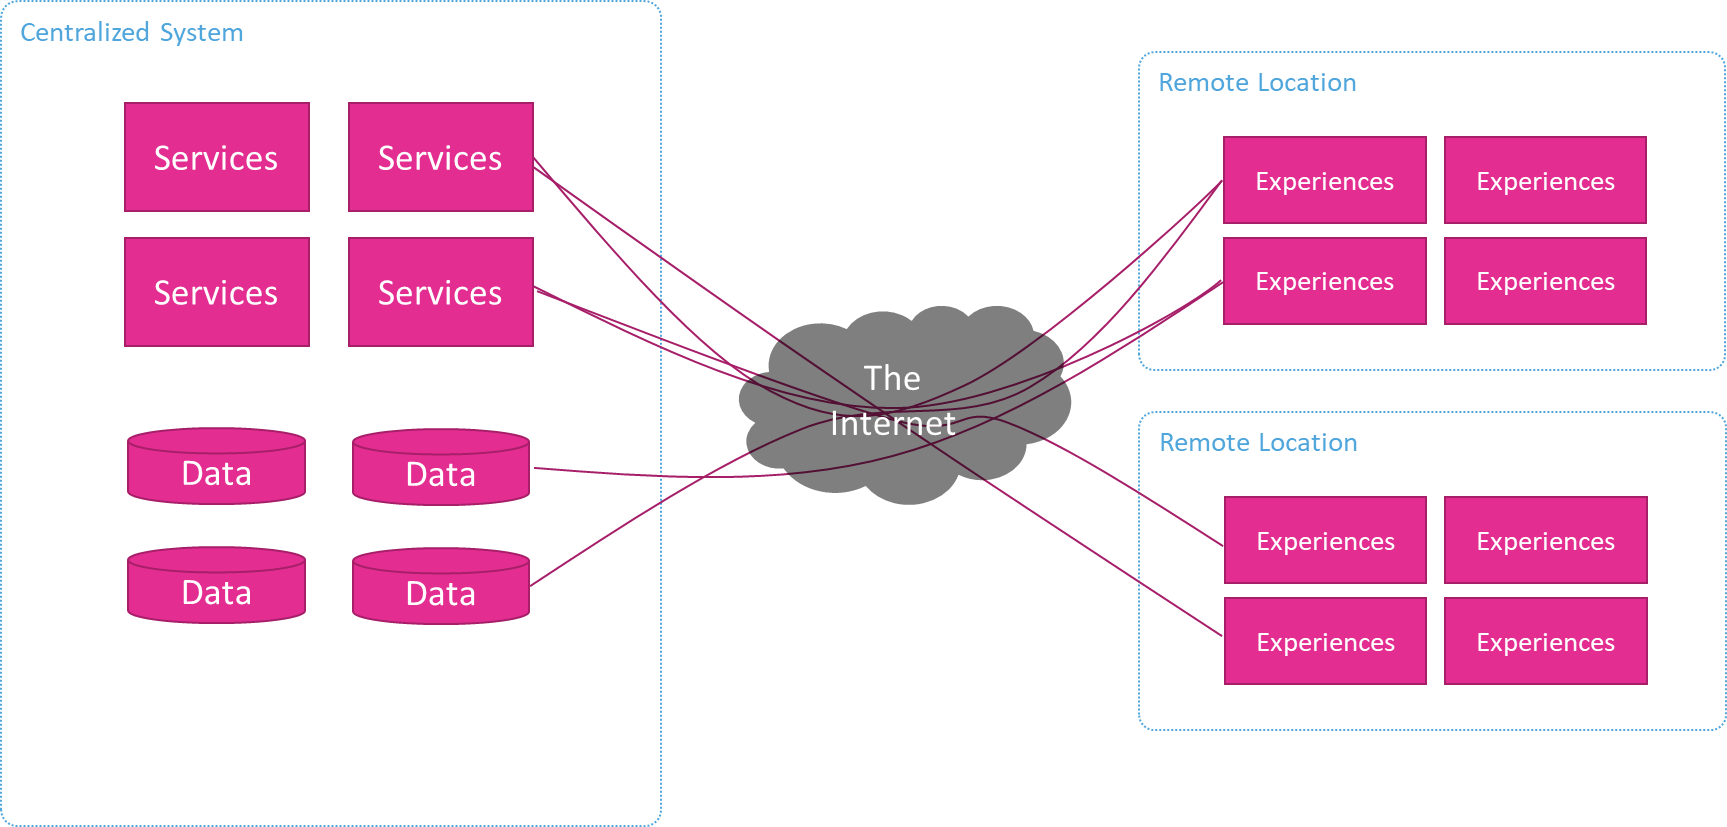 Centralized System
Services
Services
Services
Services
Data
Data
Data
Data
The
Internet
Remote Location
Experiences
Experiences
Experiences
Experiences
Remote Location
Experiences
Experiences
Experiences
Experiences